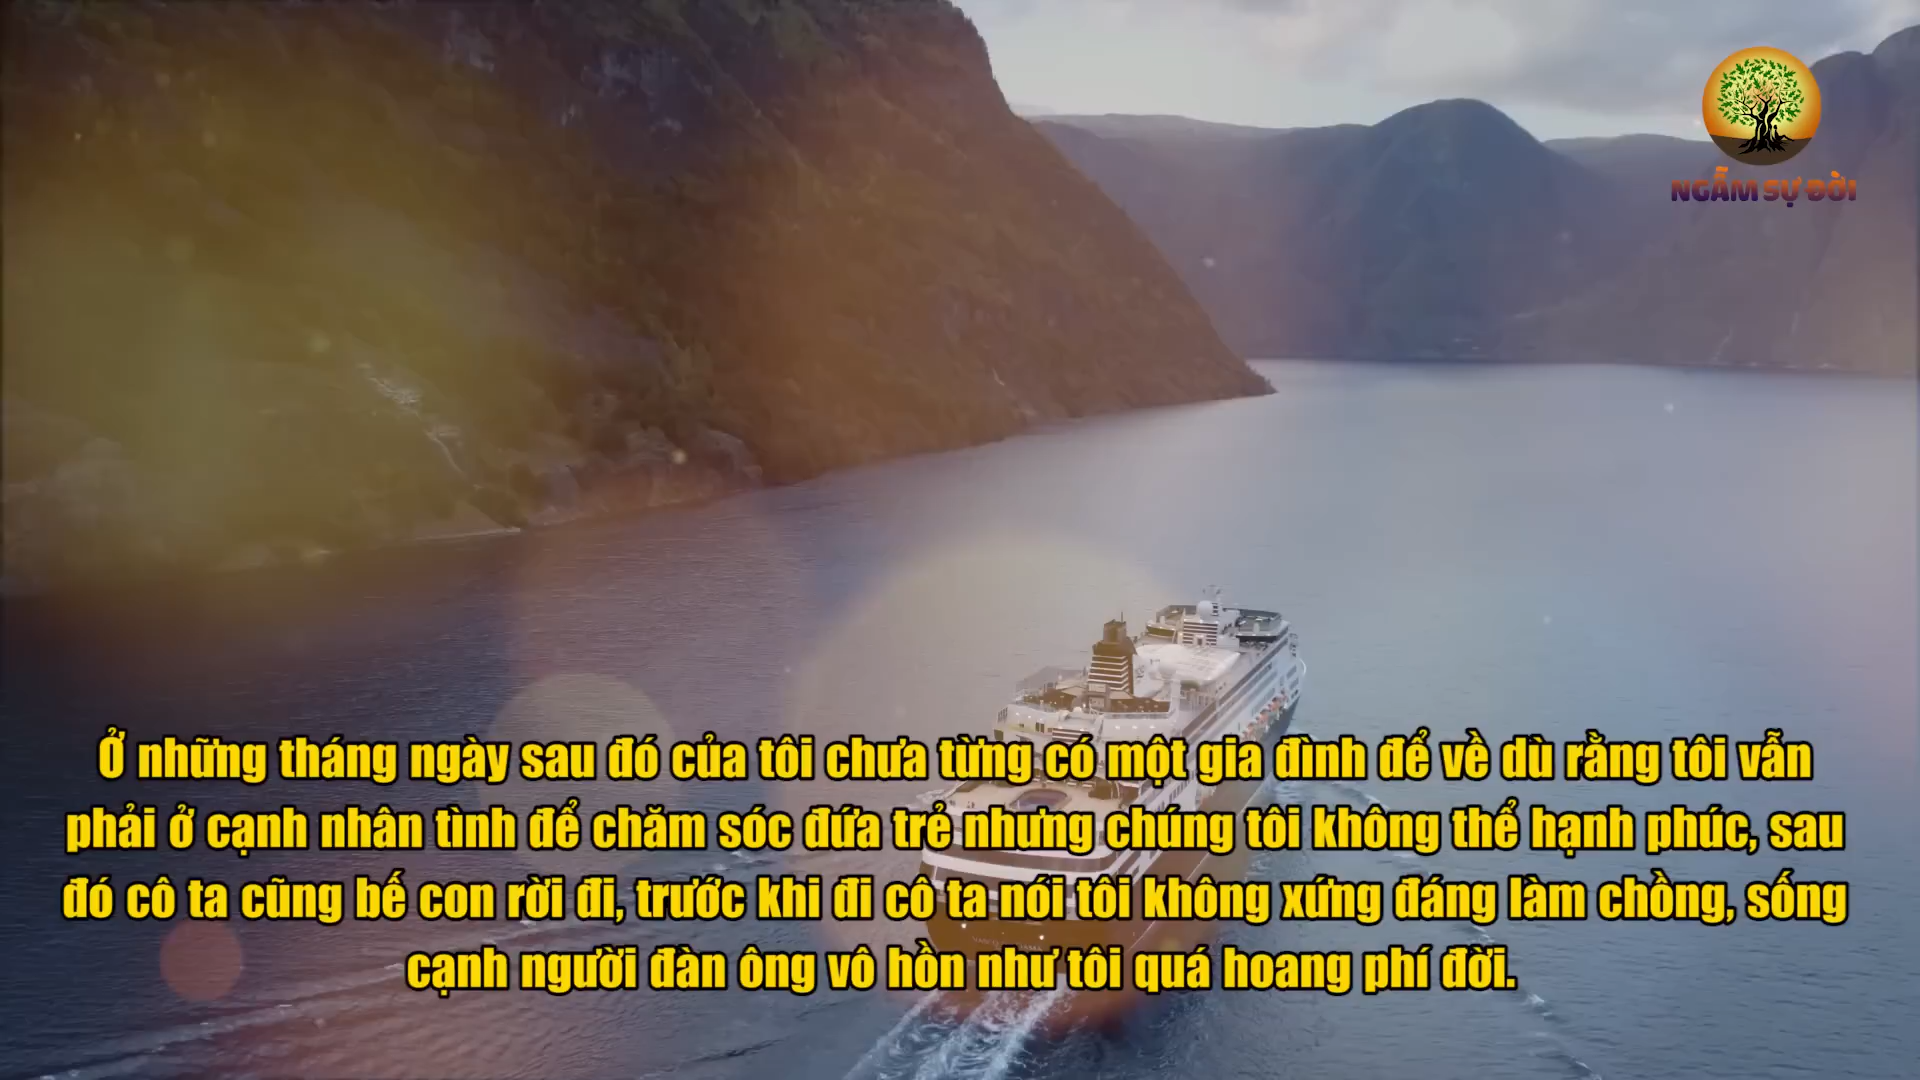 NGẪM SỰ ĐỜI
Ở những tháng ngày sau đó của tôi chưa từng có một gia đình để về dù rằng tôi vẫn
phải ở cạnh nhân tình để chăm sóc đứa trẻ nhưng chúng tôi không thể hạnh phúc, sau
đó cô ta cũng bế con rời đi, trước khi đi cô ta nói tôi không xứng đáng làm chồng, sống
cạnh người đàn ông vô hồn như tôi quá hoang phí đời.